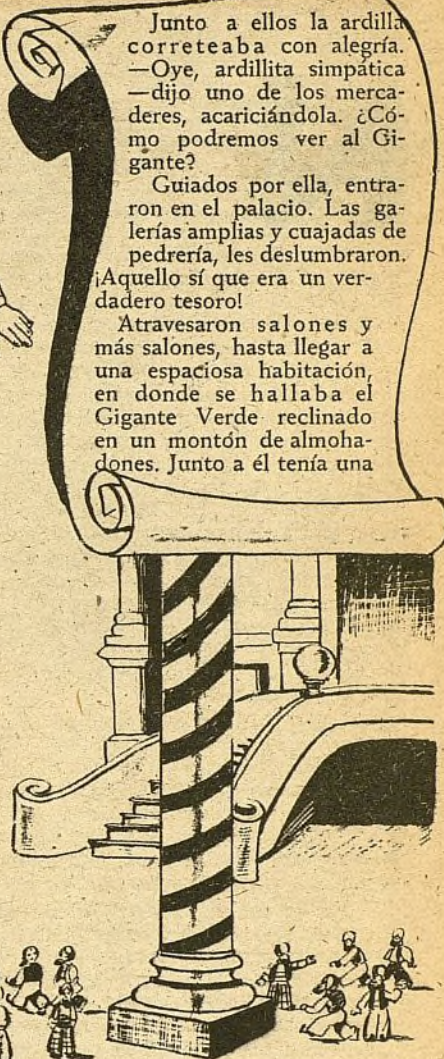 Junto a ellos la ardilla
correteaba con alegría.
—Oye, ardillita simpática
—dijo uno de los merca-
deres, acariciándola. ¿Có-
mo podremos ver al Gi-
gante?
Guiados por ella, entra-
ron en el palacio. Las ga-
lerías amplias y cuajadas de
pedrería, les deslumbraron.
¡Aquello sí que era un ver-
dadero tesoro!
Atravesaron salones y
más salones, hasta llegar a
una espaciosa habitación,
en donde se hallaba el
Gigante Verde reclinado
en un montón de almoha-
dones. Junto a él tenía una